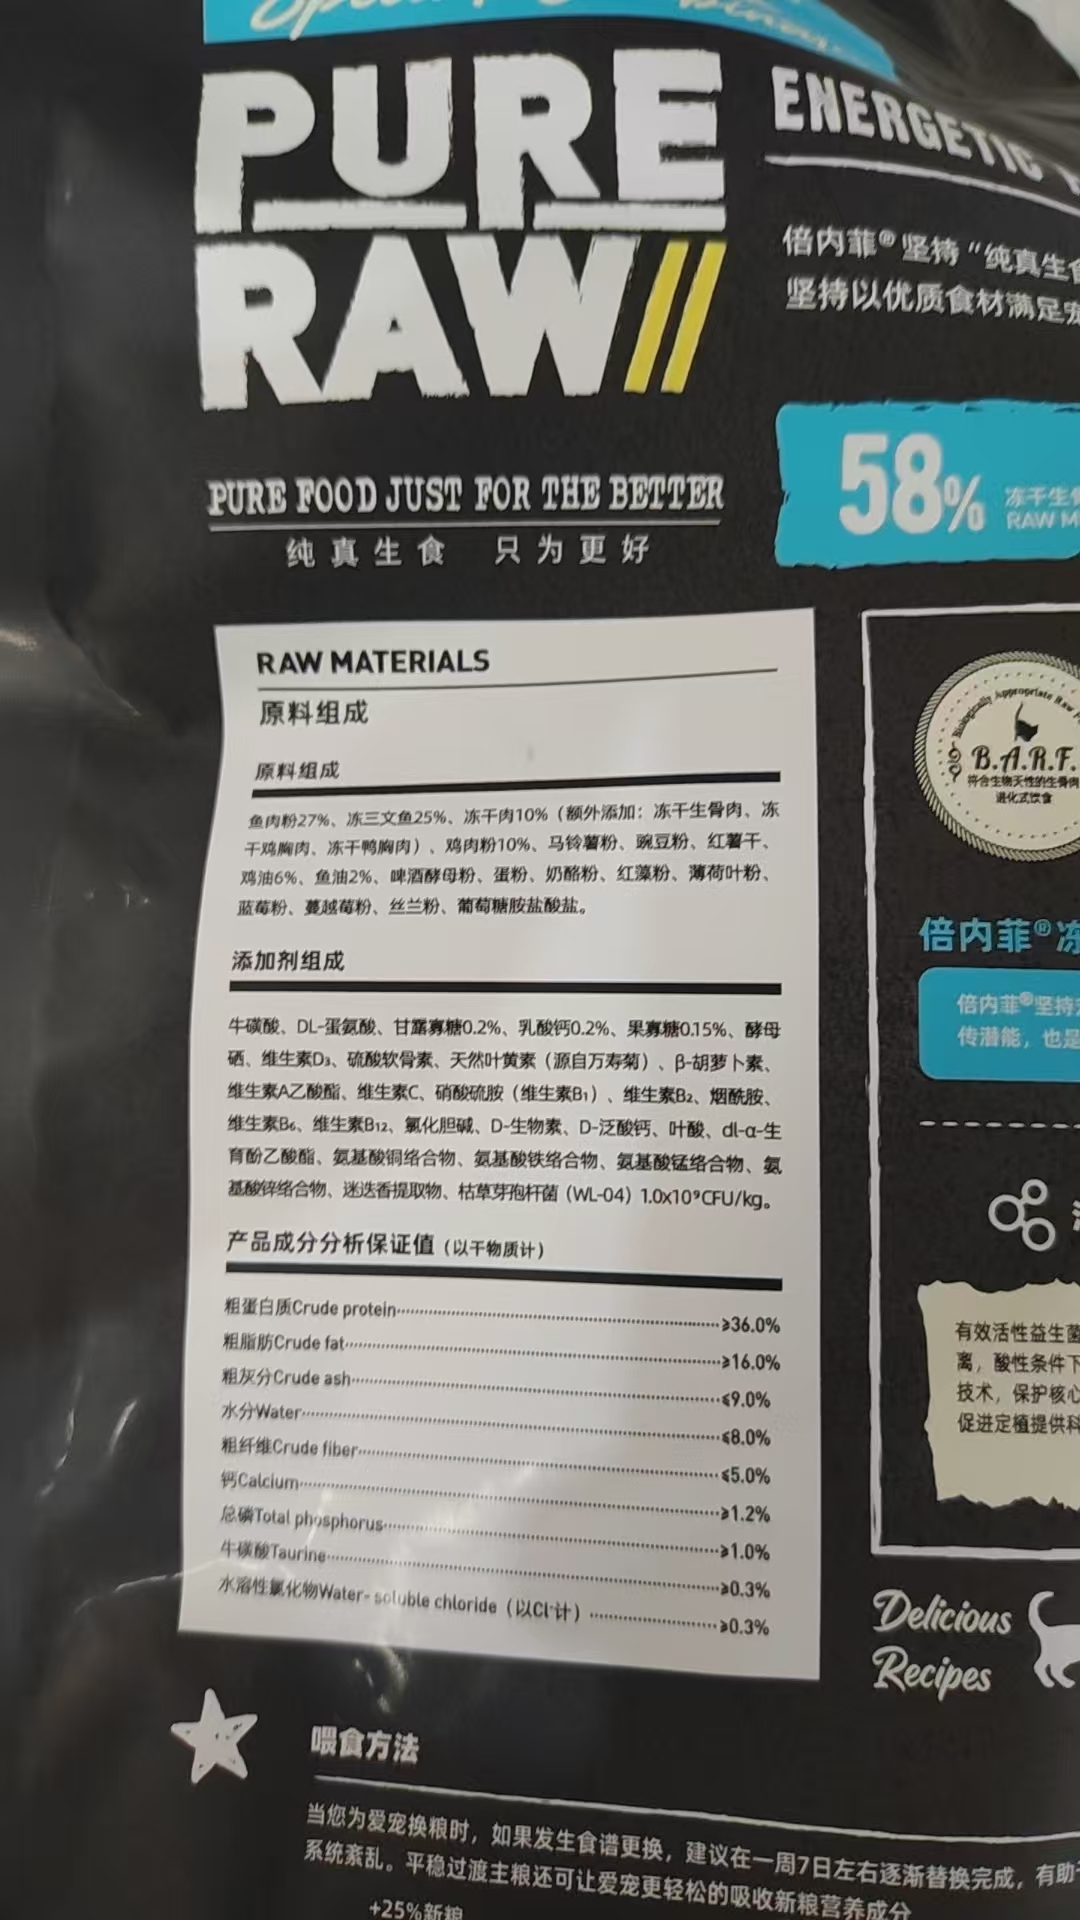 PURE
RAW//
ENERGETIC
倍内菲®坚持“纯真生食
坚持以优质食材满足宠
58%
冻干生骨
RAW M
PURE FOOD JUST FOR THE BETTER
纯真生食 只为更好
RAW MATERIALS
原料组成
原料组成
鱼肉粉27%、冻三文鱼25%、冻干肉10%（额外添加：冻干生骨肉、冻
干鸡胸肉、冻干鸭胸肉）、鸡肉粉10%、马铃薯粉、豌豆粉、红薯干、
鸡油6%、鱼油2%、啤酒酵母粉、蛋粉、奶酪粉、红藻粉、薄荷叶粉、
蓝莓粉、蔓越莓粉、丝兰粉、葡萄糖胺盐酸盐。
添加剂组成
牛磺酸、DL-蛋氨酸、甘露寡糖0.2%、乳酸钙0.2%、果寡糖0.15%、酵母
硒、维生素D₃、硫酸软骨素、天然叶黄素（源自万寿菊）、β-胡萝卜素、
维生素A乙酸酯、维生素C、硝酸硫胺（维生素B₁）、维生素B₂、烟酰胺、
维生素B₆、维生素B₁₂、氯化胆碱、D-生物素、D-泛酸钙、叶酸、dl-α-生
育酚乙酸酯、氨基酸铜络合物、氨基酸铁络合物、氨基酸锰络合物、氨
基酸锌络合物、迷迭香提取物、枯草芽孢杆菌（WL-04）1.0x10⁹CFU/kg。
产品成分分析保证值（以干物质计）
粗蛋白质Crude protein≥36.0%
粗脂肪Crude fat≥16.0%
粗灰分Crude ash≤9.0%
水分Water≤8.0%
粗纤维Crude fiber≤5.0%
钙Calcium≥1.2%
总磷Total phosphorus≥1.0%
牛磺酸Taurine≥0.3%
水溶性氯化物Water-soluble chloride（以Cl⁻计）≥0.3%
Biologically Appropriate Raw
B.A.R.F.
符合生物天性的生骨肉
进化式饮食
倍内菲®冻
倍内菲®坚持
传潜能，也是
有效活性益生菌
离，酸性条件下
技术，保护核心
促进定植提供科
Delicious
Recipes
喂食方法
当您为爱宠换粮时，如果发生食谱更换，建议在一周7日左右逐渐替换完成，有助
系统紊乱。平稳过渡主粮还可让爱宠更轻松的吸收新粮营养成分
+25%新粮